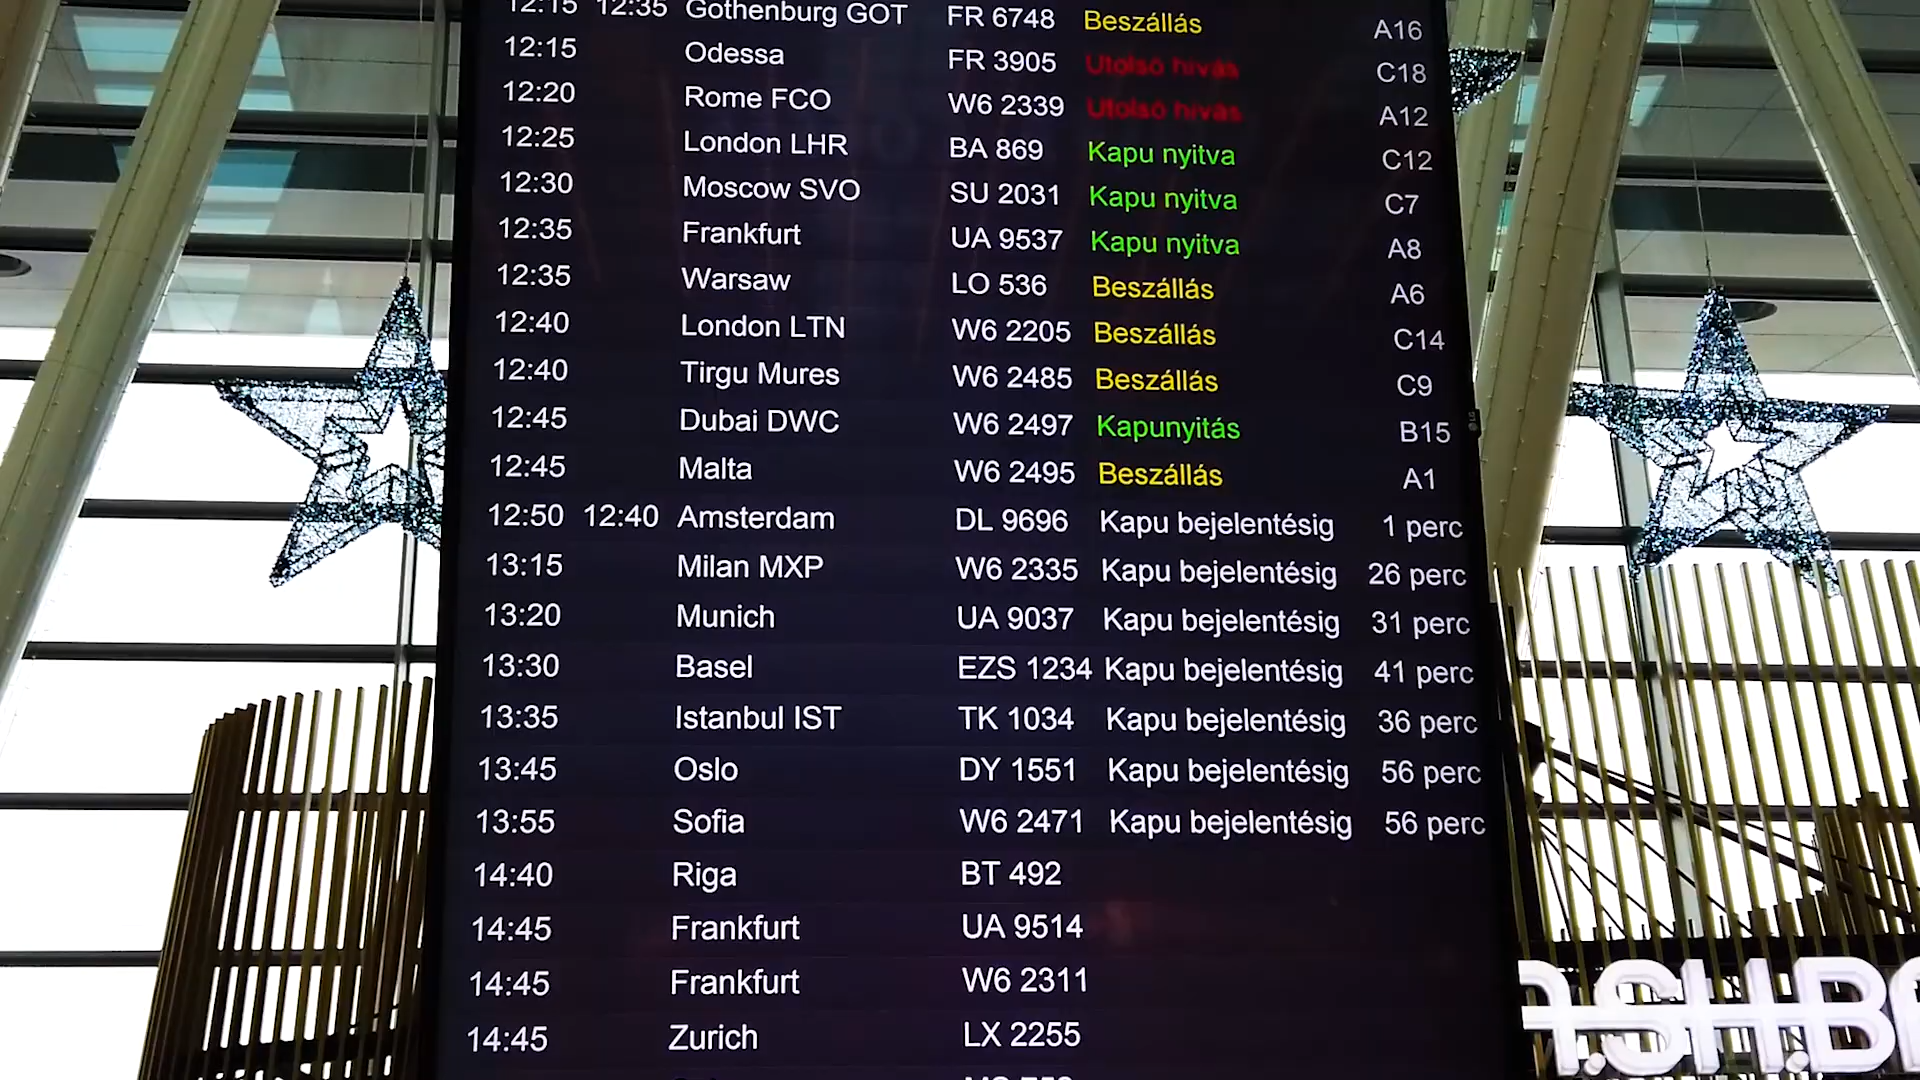 12:15 12:35 Gothenburg GOT FR 6748 Beszállás A16
12:15 Odessa FR 3905 Utolsó hívás C18
12:20 Rome FCO W6 2339 Utolsó hívás A12
12:25 London LHR BA 869 Kapu nyitva C12
12:30 Moscow SVO SU 2031 Kapu nyitva C7
12:35 Frankfurt UA 9537 Kapu nyitva A8
12:35 Warsaw LO 536 Beszállás A6
12:40 London LTN W6 2205 Beszállás C14
12:40 Tirgu Mures W6 2485 Beszállás C9
12:45 Dubai DWC W6 2497 Kapunyitás B15
12:45 Malta W6 2495 Beszállás A1
12:50 12:40 Amsterdam DL 9696 Kapu bejelentésig 1 perc
13:15 Milan MXP W6 2335 Kapu bejelentésig 26 perc
13:20 Munich UA 9037 Kapu bejelentésig 31 perc
13:30 Basel EZS 1234 Kapu bejelentésig 41 perc
13:35 Istanbul IST TK 1034 Kapu bejelentésig 36 perc
13:45 Oslo DY 1551 Kapu bejelentésig 56 perc
13:55 Sofia W6 2471 Kapu bejelentésig 56 perc
14:40 Riga BT 492
14:45 Frankfurt UA 9514
14:45 Frankfurt W6 2311
14:45 Zurich LX 2255